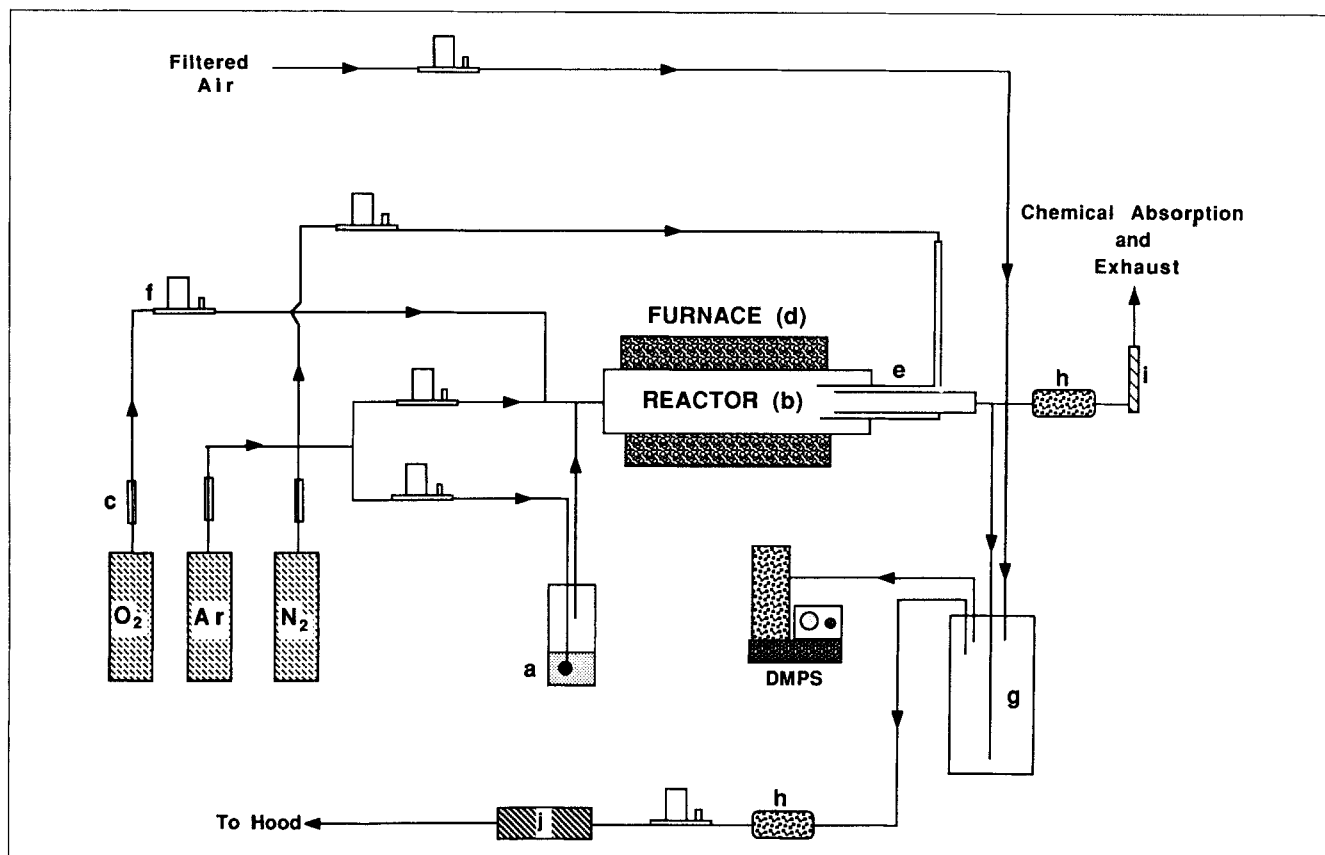 Filtered
Air
Chemical Absorption
and
Exhaust
f
FURNACE (d)
e
REACTOR (b)
h
i
c
O2
Ar
N2
a
DMPS
g
h
j
To Hood